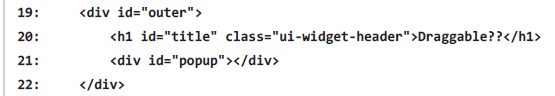 19:     <div id="outer">
20:         <h1 id="title" class="ui-widget-header">Draggable??</h1>
21:         <div id="popup"></div>
22:     </div>